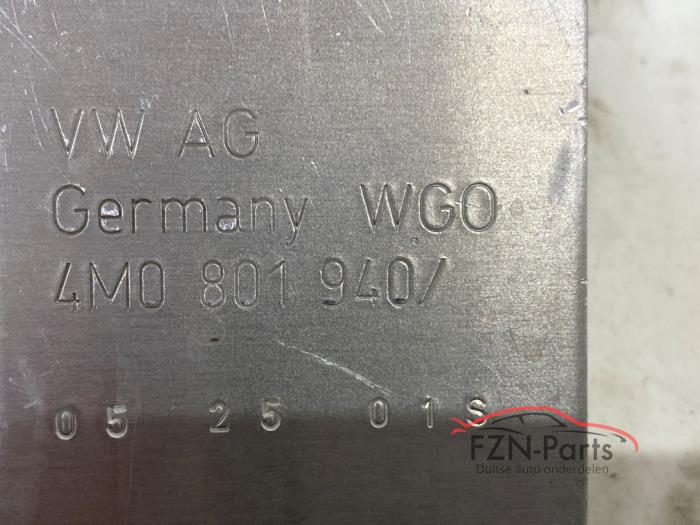 VW AG
Germany WGO
4M0 801 940/
05 25 01S
FZN-Parts
Duitse auto onderdelen